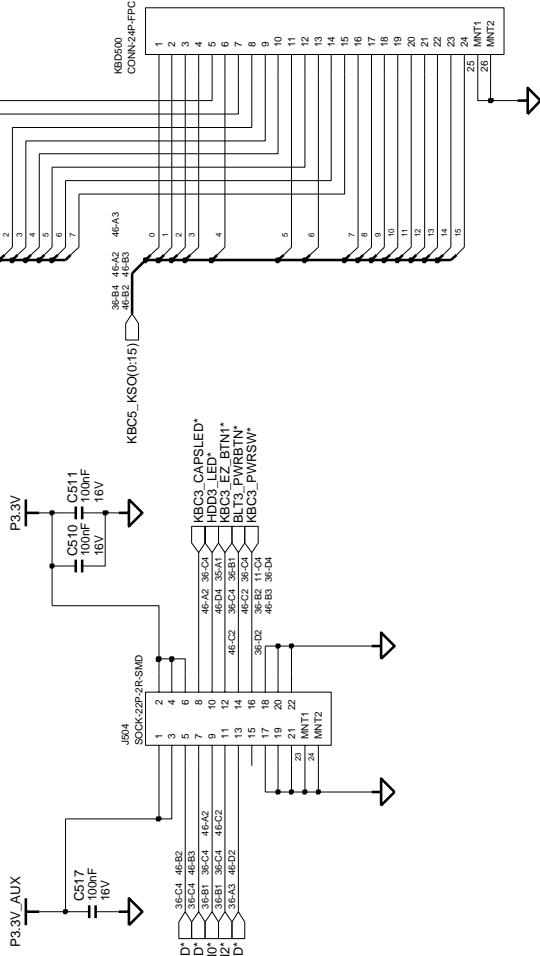 KBD500
CONN-24P-FPC
1
2
3
4
5
6
7
8
9
10
11
12
13
14
15
16
17
18
19
20
21
22
23
24
25 MNT1
26 MNT2
2
3
4
5
6
7
46-A3
36-B4 46-A2
46-B2 46-B3
0
1
2
3
4
5
6
7
8
9
10
11
12
13
14
15
KBC5_KSO(0:15)
P3.3V
C510
100nF
16V
C511
100nF
16V
KBC3_CAPSLED*
HDD3_LED*
KBC3_EZ_BTN1*
BLT3_PWRBTN*
KBC3_PWRSW*
46-A2 36-C4
46-D4 35-A1
46-C2 36-C4 36-B1
46-C2 36-C4
36-D2 36-B2 11-C4
46-B3 36-D4
J504
SOCK-22P-2R-SMD
1 2
3 4
5 6
7 8
9 10
11 12
13 14
15 16
17 18
19 20
21 22
23 MNT1
24 MNT2
P3.3V_AUX
C517
100nF
16V
36-C4 46-B2
36-C4 46-B3
36-B1 36-C4 46-A2
36-B1 36-C4 46-C2
36-A3 46-D2
D*
D*
I2*
D*